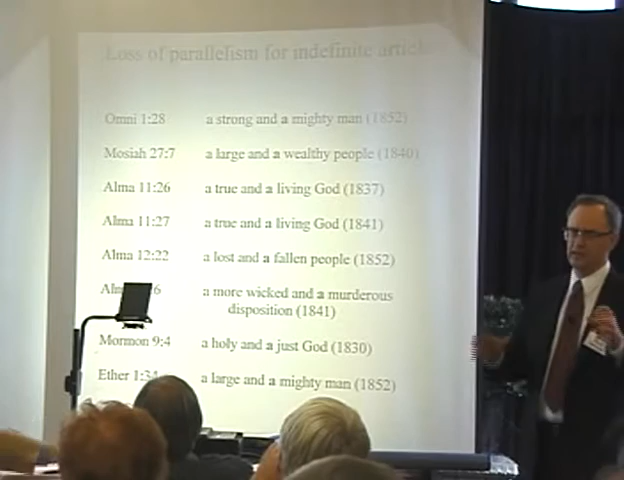 Loss of parallelism for indefinite article
Omni 1:28 a strong and a mighty man (1852)
Mosiah 27:7 a large and a wealthy people (1840)
Alma 11:26 a true and a living God (1837)
Alma 11:27 a true and a living God (1841)
Alma 12:22 a lost and a fallen people (1852)
a more wicked and a murderous
disposition (1841)
Mormon 9:4 a holy and a just God (1830)
Ether 1:34 a large and a mighty man (1852)